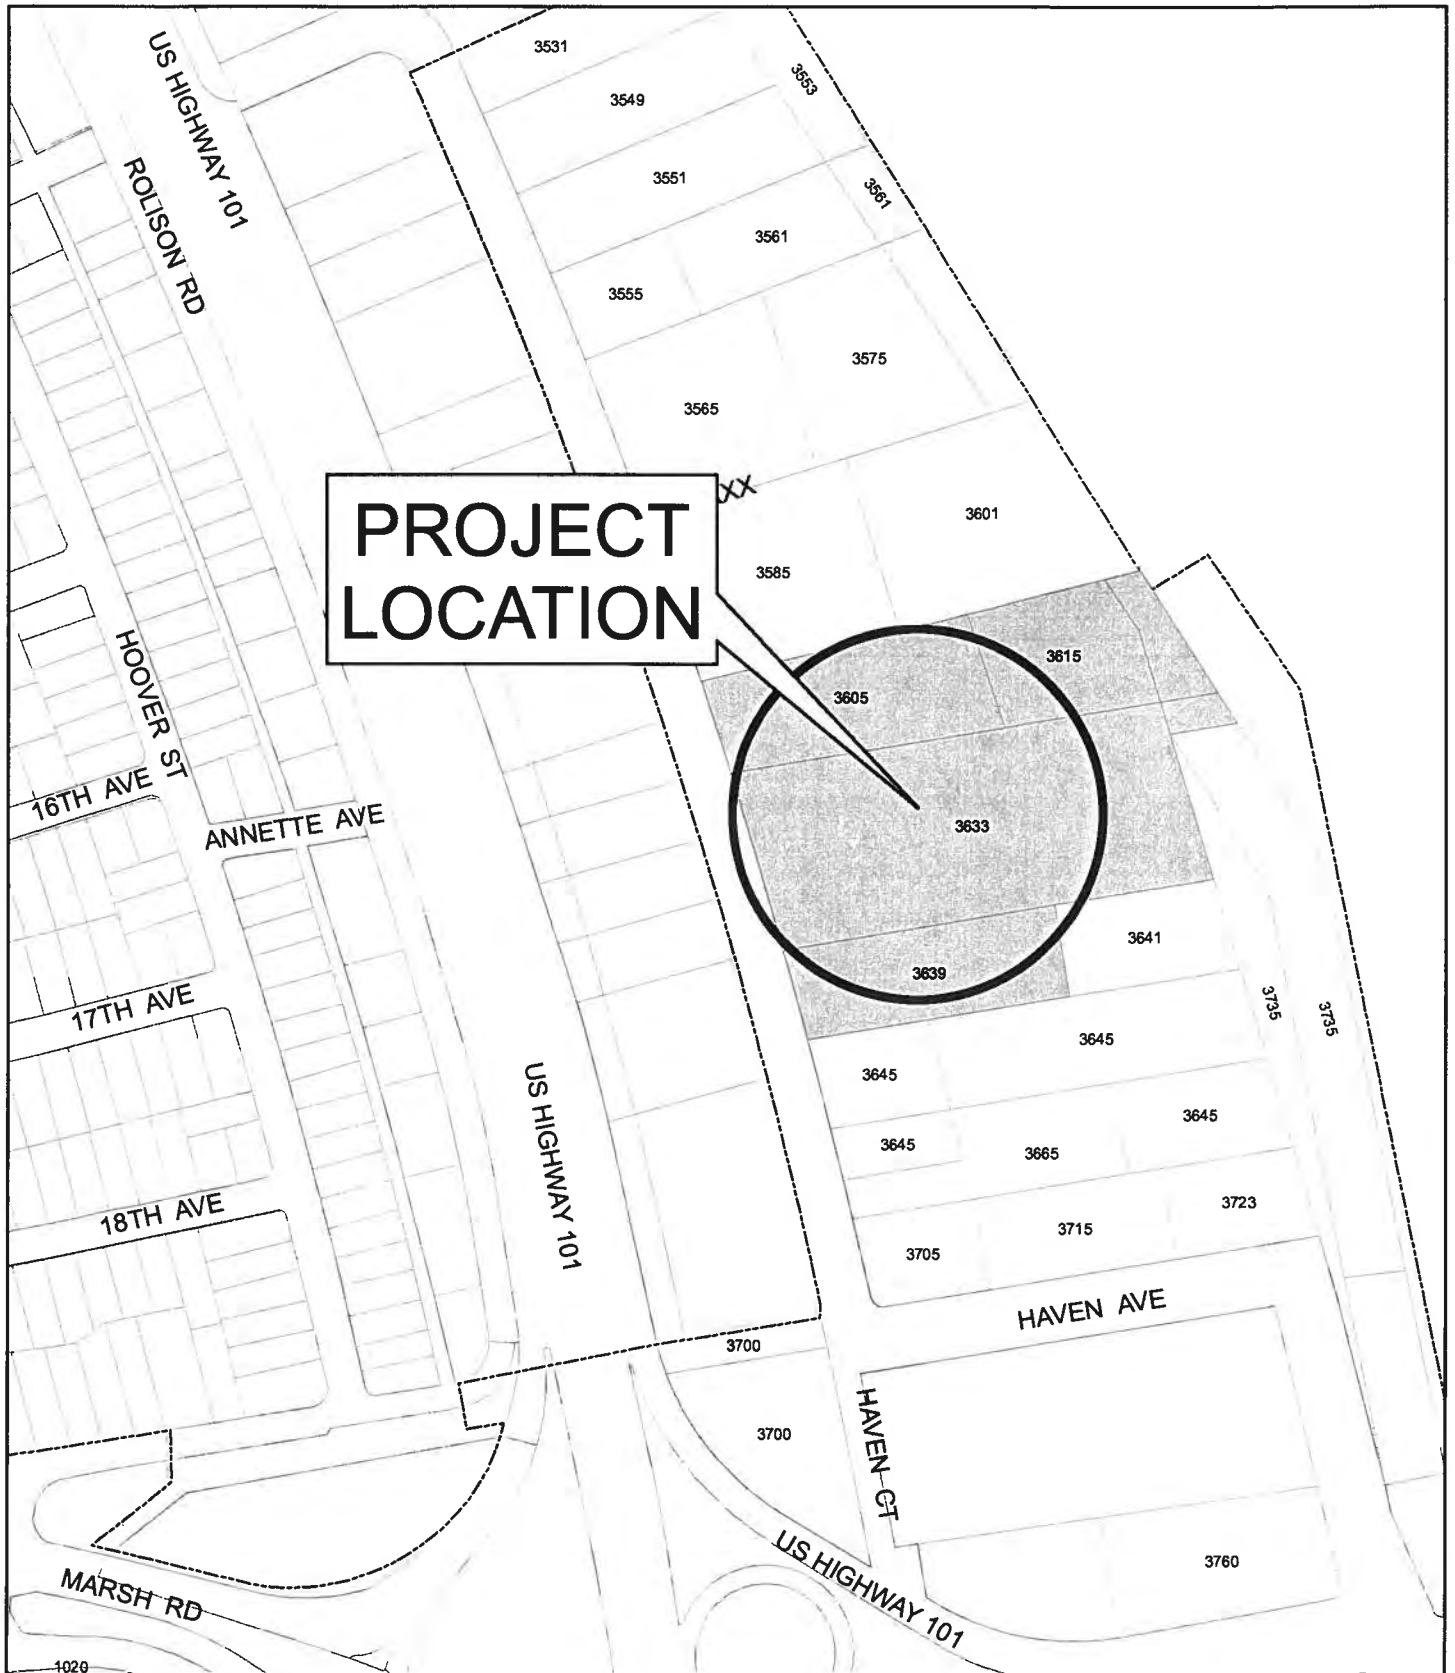 3531
US HIGHWAY 101
3553
3549
ROLISON RD
3551
3561
3561
3555
3575
3565
XX
PROJECT
LOCATION
3601
3585
HOOVER ST
3615
3605
16TH AVE
ANNETTE AVE
3633
3641
3639
17TH AVE
3735
3735
3645
3645
US HIGHWAY 101
3645
3645
3665
18TH AVE
3723
3715
3705
HAVEN AVE
3700
HAVEN CT
3700
US HIGHWAY 101
3760
MARSH RD
1020